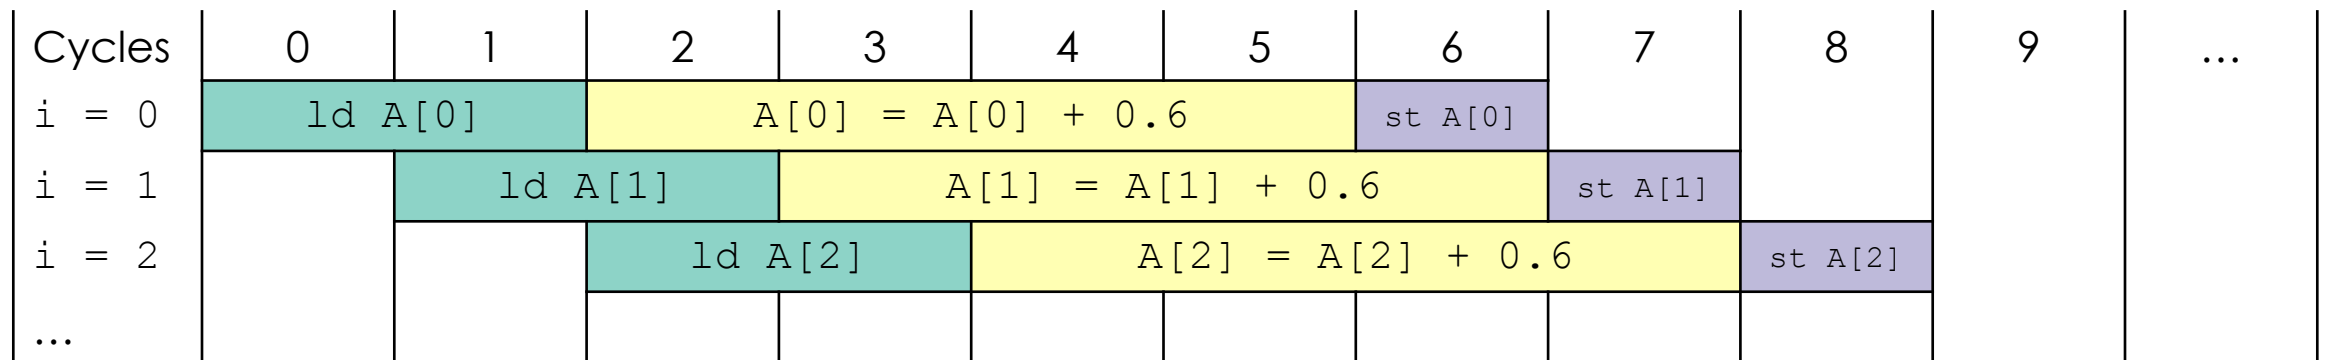 Cycles 0 1 2 3 4 5 6 7 8 9 ...
i = 0 ld A[0] A[0] = A[0] + 0.6 st A[0]
i = 1 ld A[1] A[1] = A[1] + 0.6 st A[1]
i = 2 ld A[2] A[2] = A[2] + 0.6 st A[2]
...